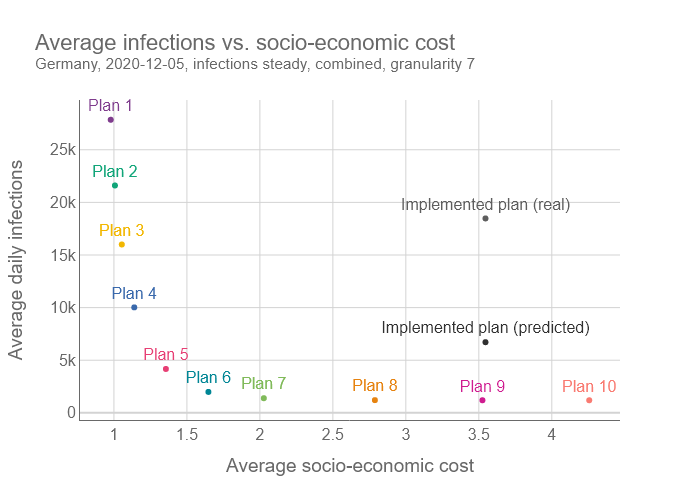 Average infections vs. socio-economic cost
Germany, 2020-12-05, infections steady, combined, granularity 7
Plan 1
25k
Plan 2
20k
Implemented plan (real)
Plan 3
15k
Plan 4
10k
Implemented plan (predicted)
Plan 5
5k
Plan 6
Plan 7
Plan 8
Plan 9
Plan 10
0
1
1.5
2
2.5
3
3.5
4
Average daily infections
Average socio-economic cost